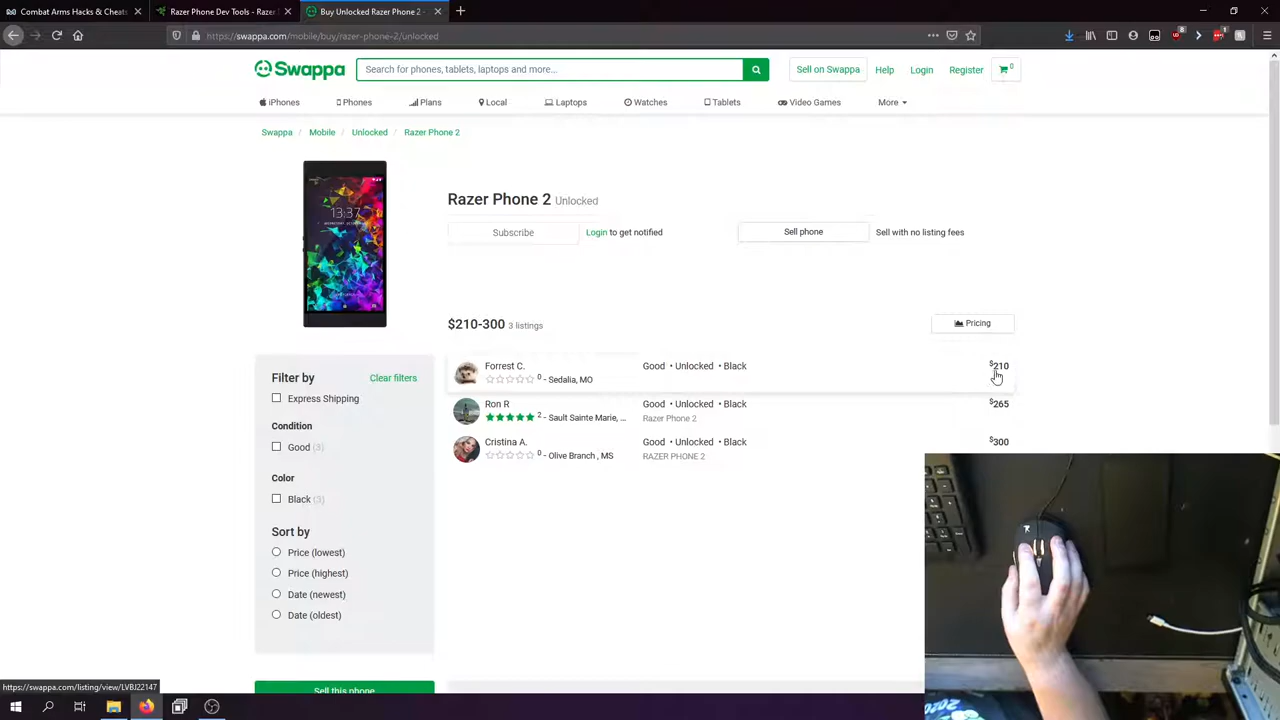 Combat Arms Hacks & Cheats
Razer Phone Dev Tools - Razer
Buy Unlocked Razer Phone 2 -
https://swappa.com/mobile/buy/razer-phone-2/unlocked
Swappa
Search for phones, tablets, laptops and more...
Sell on Swappa
Help
Login
Register
0
iPhones
Phones
Plans
Local
Laptops
Watches
Tablets
Video Games
More
Swappa / Mobile / Unlocked / Razer Phone 2
13:37
Razer Phone 2 Unlocked
Subscribe
Login to get notified
Sell phone
Sell with no listing fees
$210-300 3 listings
Pricing
Filter by
Clear filters
Express Shipping
Condition
Good (3)
Color
Black (3)
Sort by
Price (lowest)
Price (highest)
Date (newest)
Date (oldest)
Sell this phone
Forrest C.
0 - Sedalia, MO
Good • Unlocked • Black
$210
Ron R
2 - Sault Sainte Marie, ...
Good • Unlocked • Black
Razer Phone 2
$265
Cristina A.
0 - Olive Branch , MS
Good • Unlocked • Black
RAZER PHONE 2
$300
https://swappa.com/listing/view/LVBJ22147